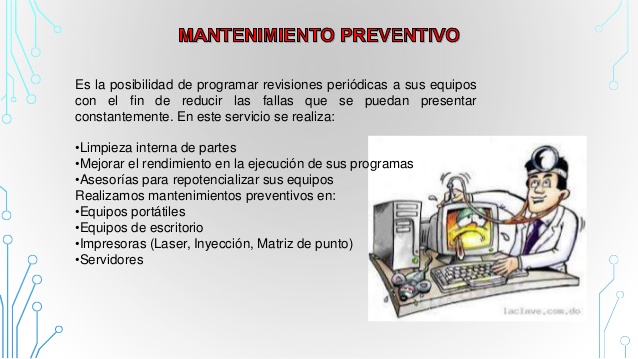 MANTENIMIENTO PREVENTIVO
Es la posibilidad de programar revisiones periódicas a sus equipos
con el fin de reducir las fallas que se puedan presentar
constantemente. En este servicio se realiza:
•Limpieza interna de partes
•Mejorar el rendimiento en la ejecución de sus programas
•Asesorías para repotencializar sus equipos
Realizamos mantenimientos preventivos en:
•Equipos portátiles
•Equipos de escritorio
•Impresoras (Laser, Inyección, Matriz de punto)
•Servidores
laclave.com.do